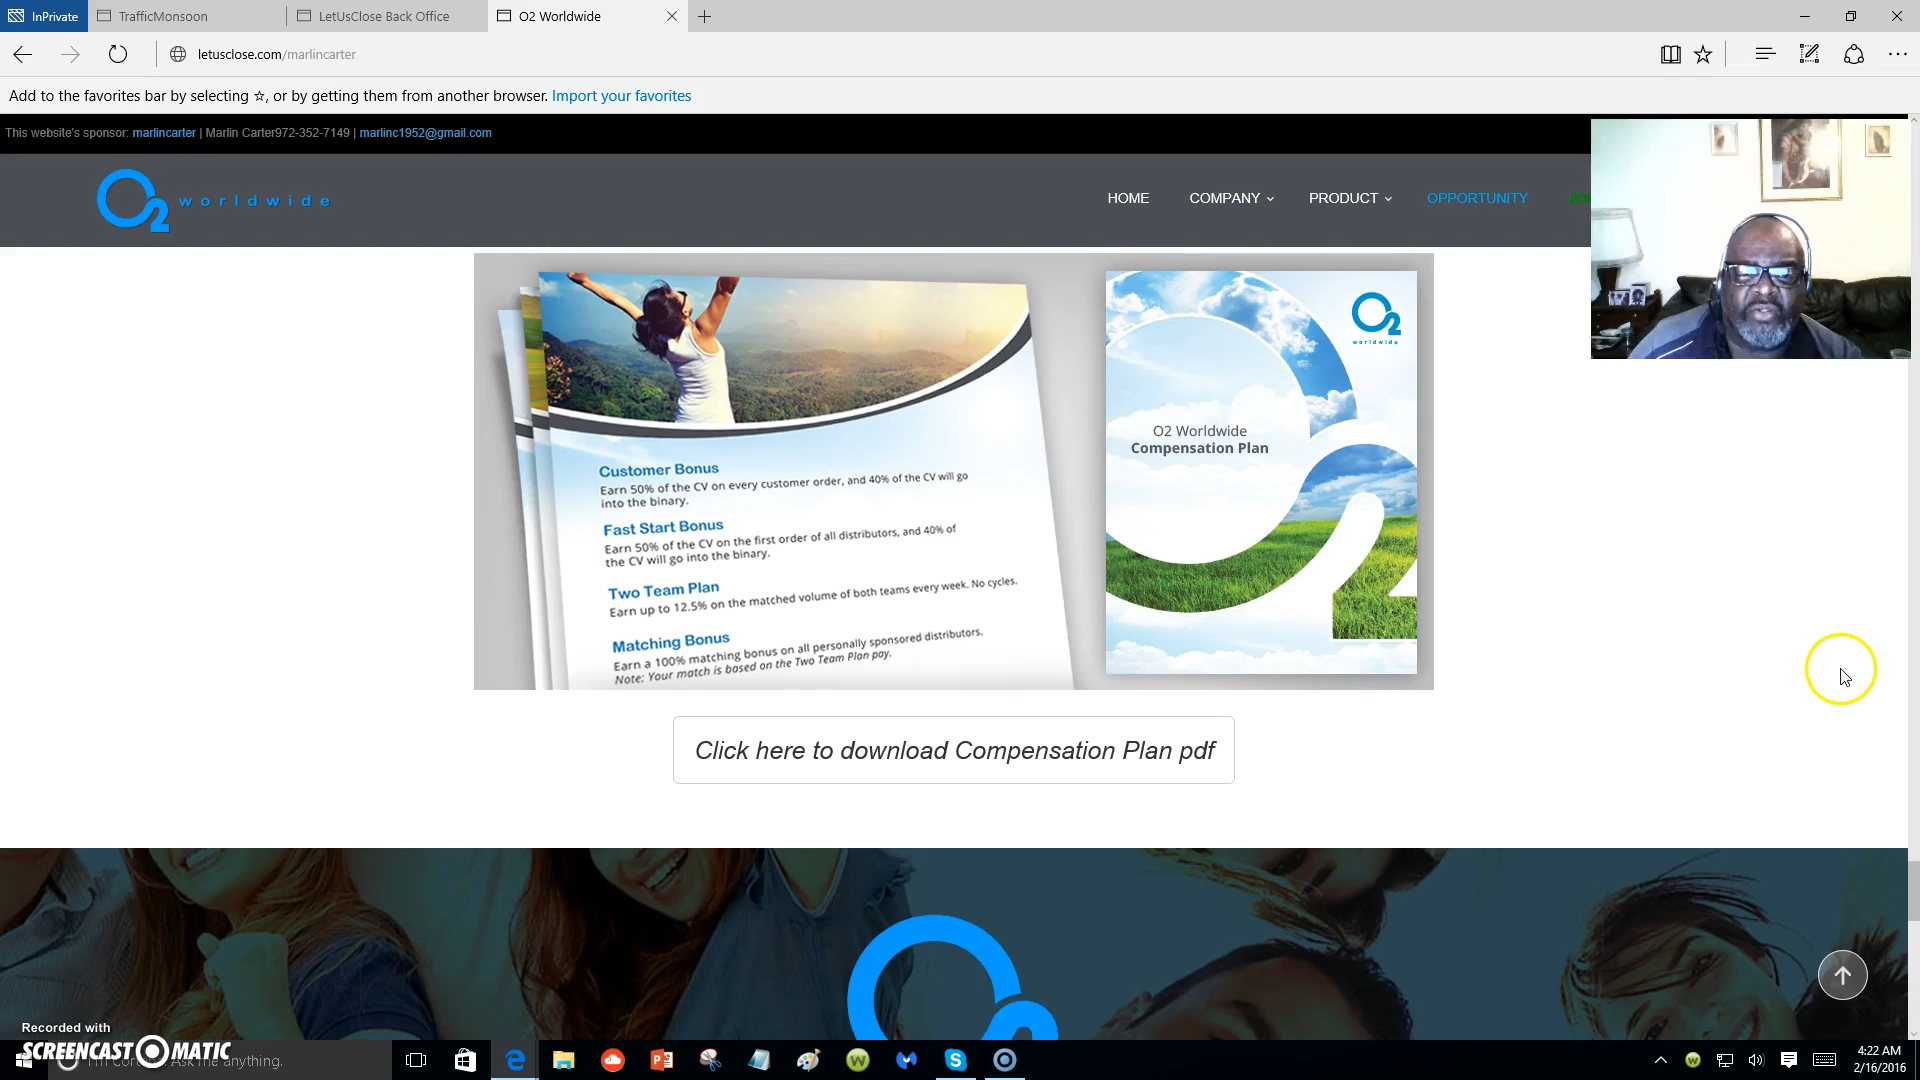 InPrivate
TrafficMonsoon
LetUsClose Back Office
O2 Worldwide
letusclose.com/marlincarter
Add to the favorites bar by selecting ☆, or by getting them from another browser. Import your favorites
This website's sponsor: marlincarter | Marlin Carter972-352-7149 | marlinc1952@gmail.com
O2 worldwide
HOME
COMPANY
PRODUCT
OPPORTUNITY
Customer Bonus
Earn 50% of the CV on every customer order, and 40% of the CV will go
into the binary.
Fast Start Bonus
Earn 50% of the CV on the first order of all distributors, and 40% of
the CV will go into the binary.
Two Team Plan
Earn up to 12.5% on the matched volume of both teams every week. No cycles.
Matching Bonus
Earn a 100% matching bonus on all personally sponsored distributors.
Note: Your match is based on the Two Team Plan pay.
O2
worldwide
O2 Worldwide
Compensation Plan
Click here to download Compensation Plan pdf
Recorded with
SCREENCAST O MATIC
Ask me anything.
4:22 AM
2/16/2016